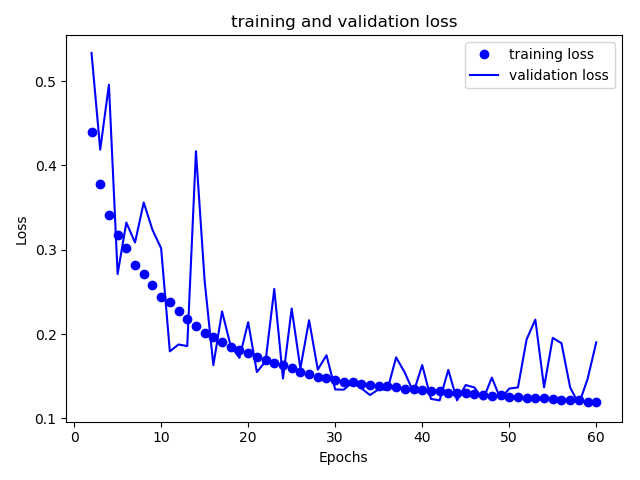 training and validation loss
training loss
validation loss
0.5
0.4
0.3
0.2
0.1
Loss
0 10 20 30 40 50 60
Epochs